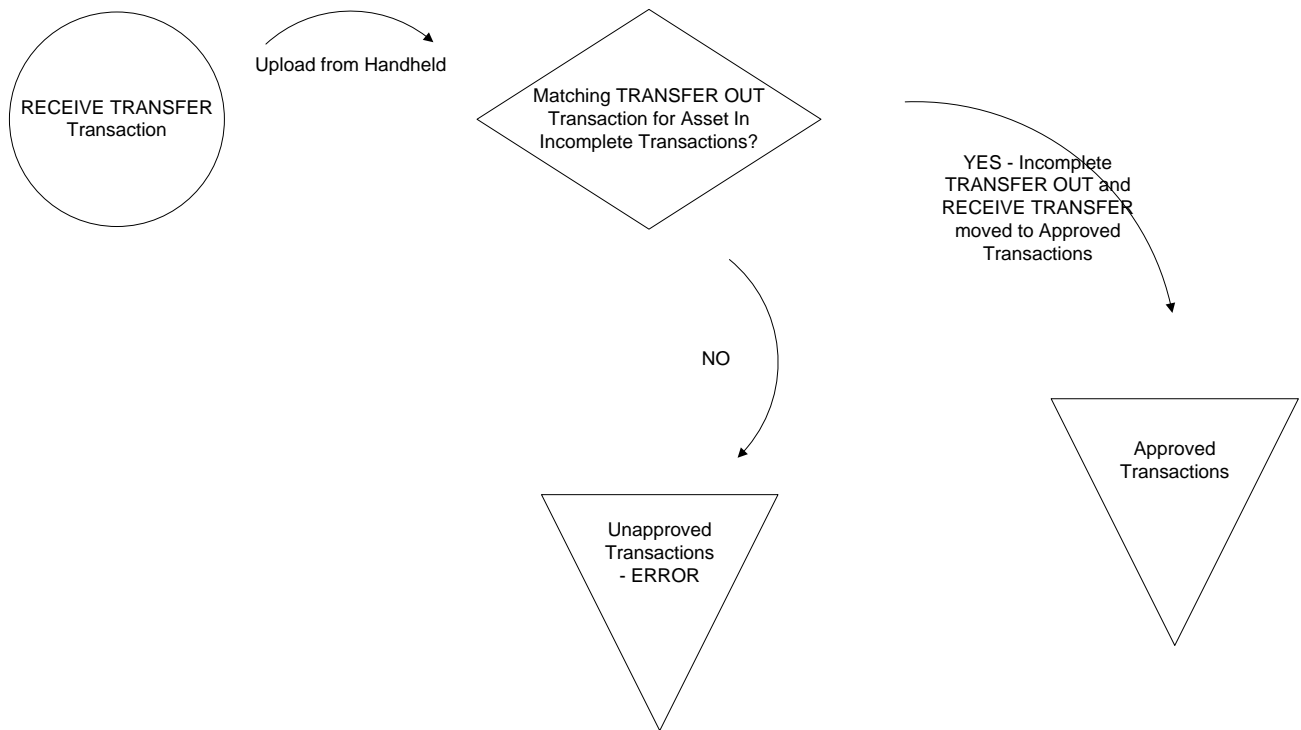 RECEIVE TRANSFER
Transaction
Upload from Handheld
Matching TRANSFER OUT
Transaction for Asset In
Incomplete Transactions?
YES - Incomplete
TRANSFER OUT and
RECEIVE TRANSFER
moved to Approved
Transactions
NO
Approved
Transactions
Unapproved
Transactions
- ERROR